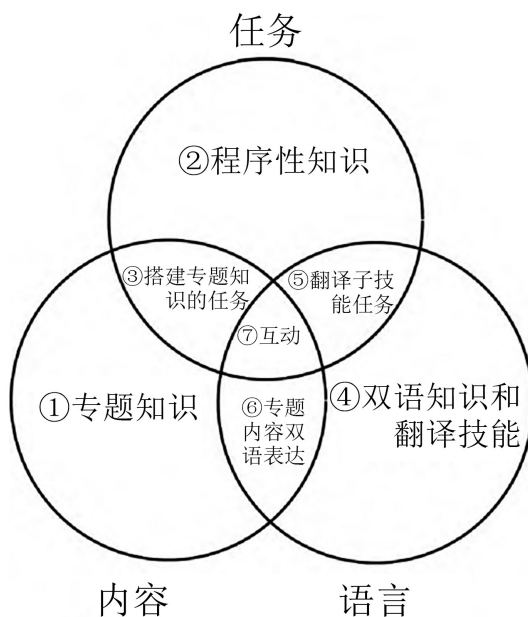 任务
②程序性知识
③搭建专题知
识的任务
⑤翻译子技
能任务
⑦互动
①专题知识
⑥专题
内容双
语表达
④双语知识和
翻译技能
内容
语言